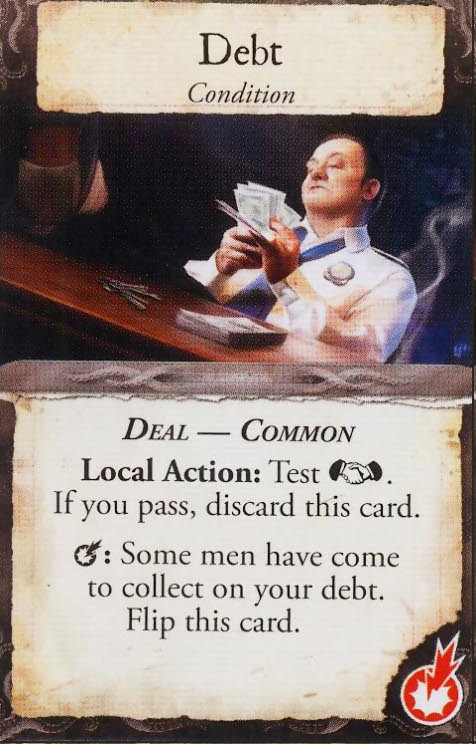 Debt
Condition
DEAL — COMMON
Local Action: Test .
If you pass, discard this card.
: Some men have come
to collect on your debt.
Flip this card.